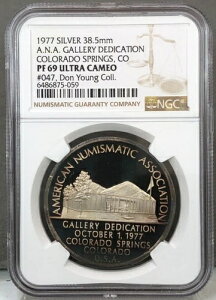 1977 SILVER 38.5mm
A.N.A. GALLERY DEDICATION
COLORADO SPRINGS, CO
PF 69 ULTRA CAMEO
#047, Don Young Coll.
6486875-059
NUMISMATIC GUARANTY COMPANY
NGC
AMERICAN NUMISMATIC ASSOCIATION
GALLERY DEDICATION
OCTOBER 1, 1977
COLORADO SPRINGS
COLORADO
U.S.A.